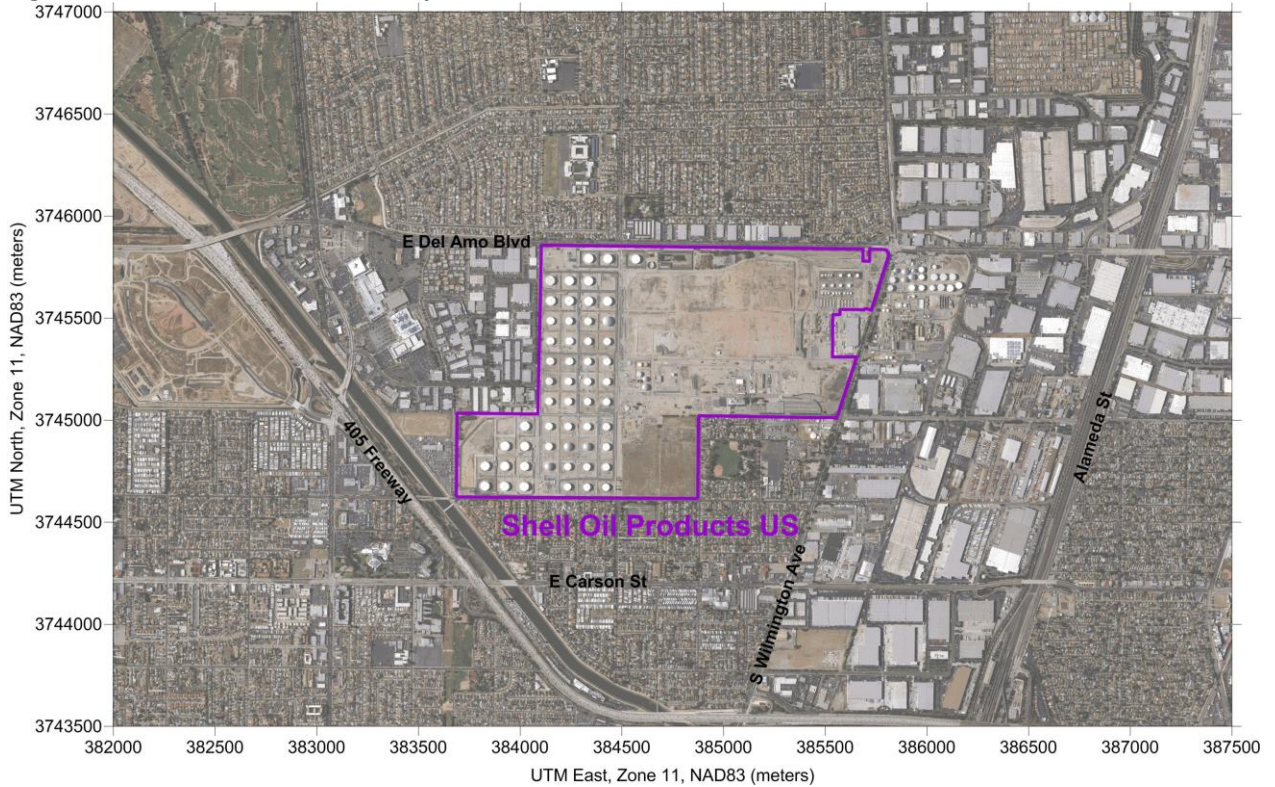 3747000
3746500
3746000
3745500
3745000
3744500
3744000
3743500
UTM North, Zone 11, NAD83 (meters)
E Del Amo Blvd
405 Freeway
Alameda St
Shell Oil Products US
E Carson St
S Wilmington Ave
382000 382500 383000 383500 384000 384500 385000 385500 386000 386500 387000 387500
UTM East, Zone 11, NAD83 (meters)